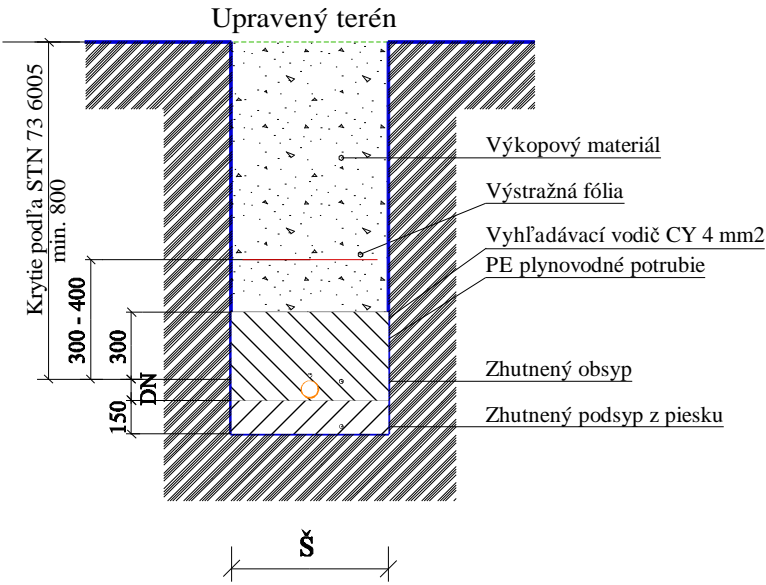 Upravený terén
Krytie podľa STN 73 6005
min. 800
300 - 400
300
DN
150
Výkopový materiál
Výstražná fólia
Vyhľadávací vodič CY 4 mm2
PE plynovodné potrubie
Zhutnený obsyp
Zhutnený podsyp z piesku
Š